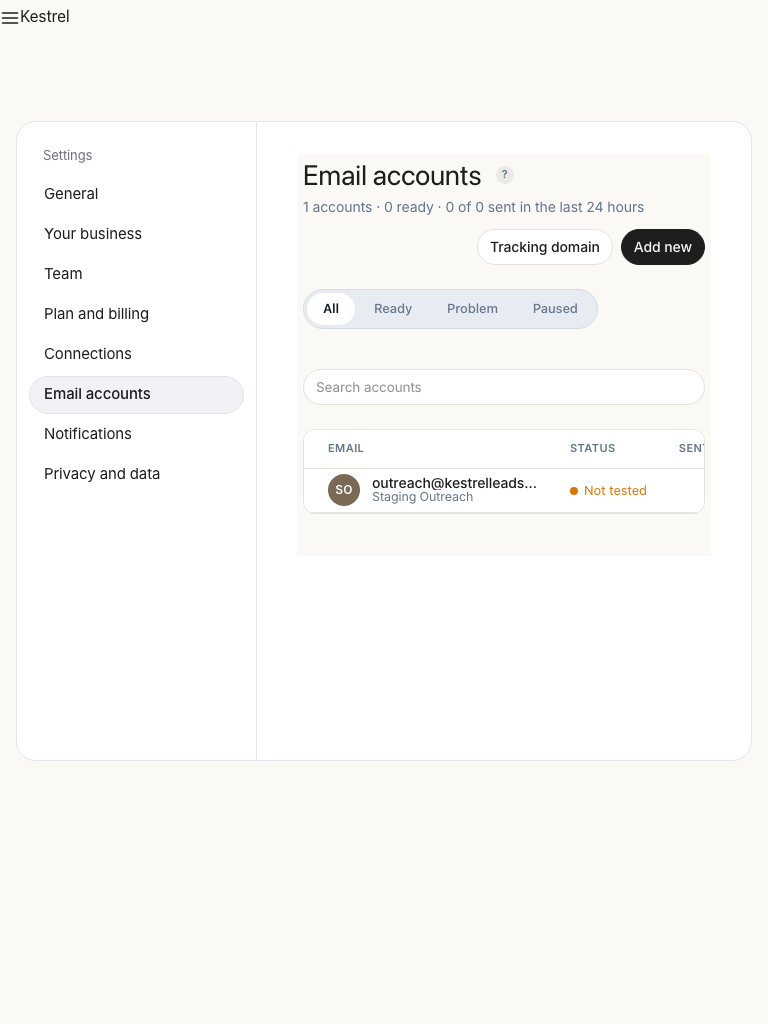 Kestrel
Settings
General
Your business
Team
Plan and billing
Connections
Email accounts
Notifications
Privacy and data
Email accounts ?
1 accounts · 0 ready · 0 of 0 sent in the last 24 hours
Tracking domain Add new
All Ready Problem Paused
Search accounts
EMAIL STATUS SENT
SO outreach@kestrelleads... Not tested
Staging Outreach